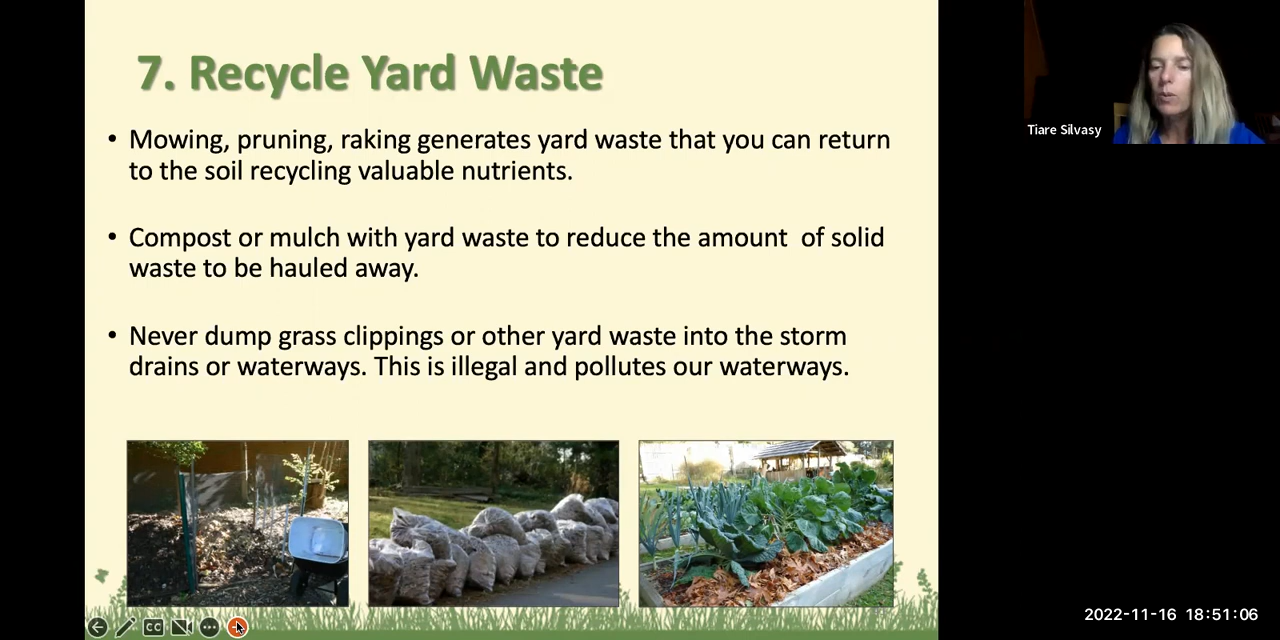 7. Recycle Yard Waste
• Mowing, pruning, raking generates yard waste that you can return
to the soil recycling valuable nutrients.
• Compost or mulch with yard waste to reduce the amount  of solid
waste to be hauled away.
• Never dump grass clippings or other yard waste into the storm
drains or waterways. This is illegal and pollutes our waterways.
CC
Tiare Silvasy
2022-11-16 18:51:06